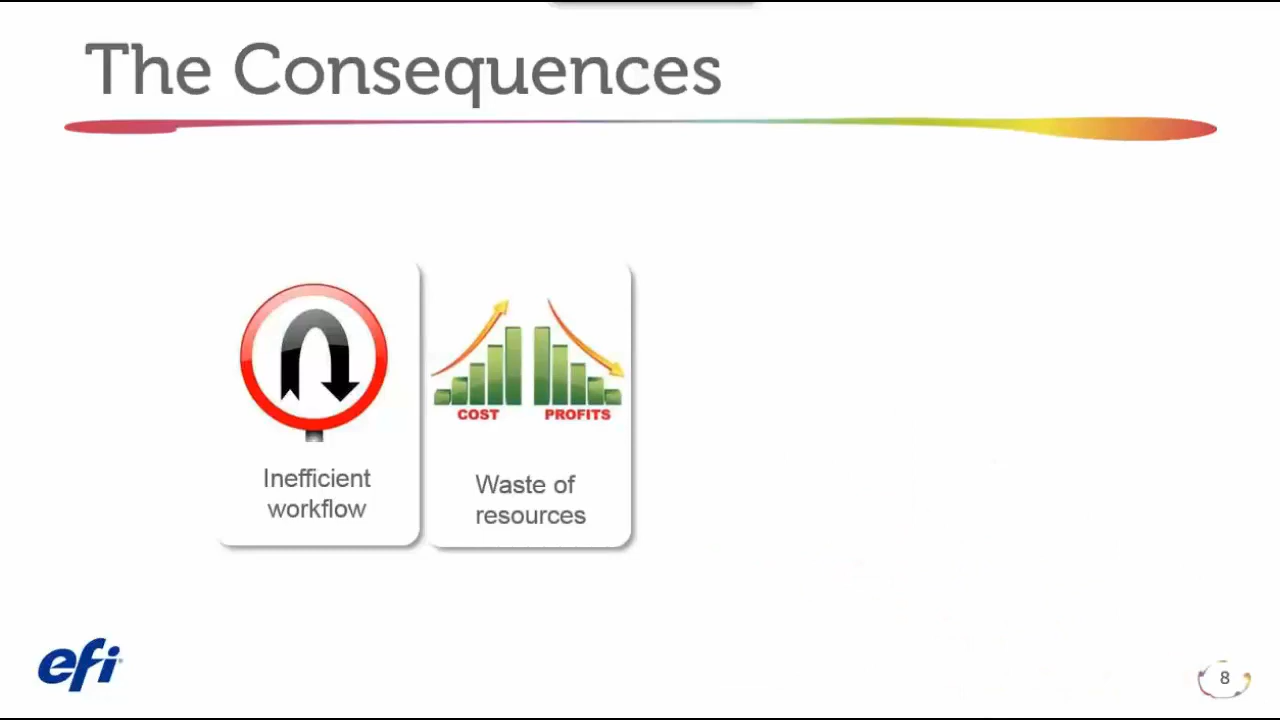 The Consequences
COST
PROFITS
Inefficient
workflow
Waste of
resources
efi
8